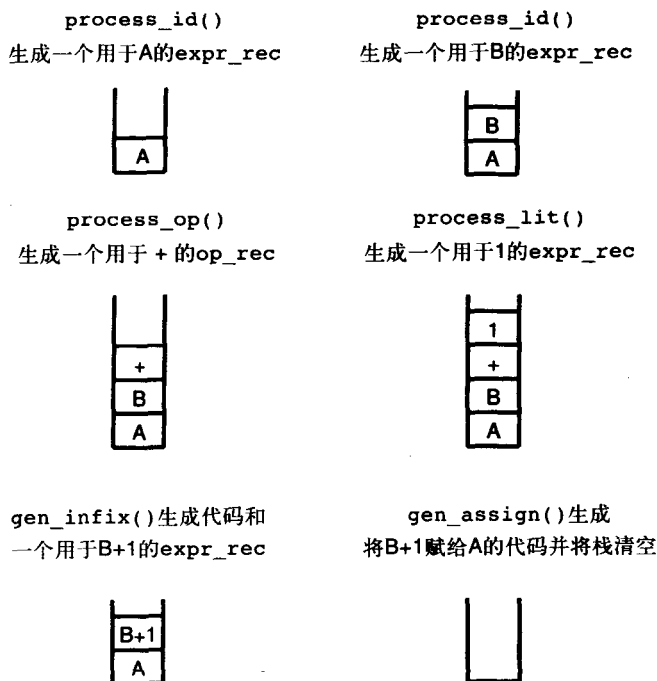 process_id()
生成一个用于A的expr_rec
A
process_id()
生成一个用于B的expr_rec
B
A
process_op()
生成一个用于 + 的op_rec
+
B
A
process_lit()
生成一个用于1的expr_rec
1
+
B
A
gen_infix()生成代码和
一个用于B+1的expr_rec
B+1
A
gen_assign()生成
将B+1赋给A的代码并将栈清空